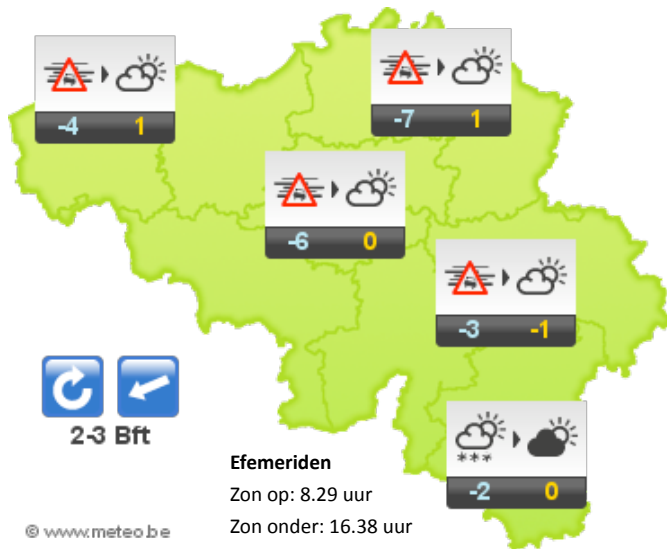 -4 1
-7 1
-6 0
-3 -1
2-3 Bft
-2 0
Efemeriden
Zon op: 8.29 uur
Zon onder: 16.38 uur
© www.meteo.be